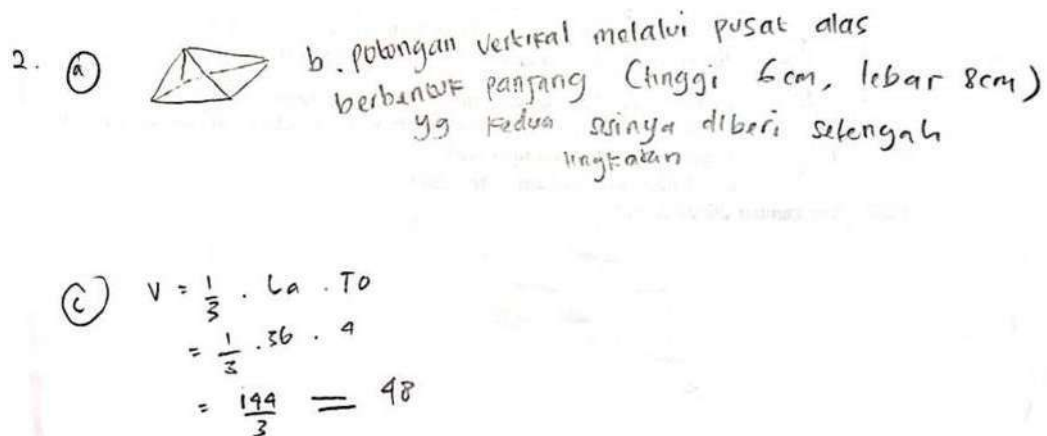 2. a
b. potongan vertikal melalui pusat alas
berbentuk panjang (tinggi 6cm, lebar 8cm)
yg kedua sisinya diberi setengah
lingkaran
c V = 1/3 . La . To
= 1/3 . 36 . 4
= 144/3 = 48